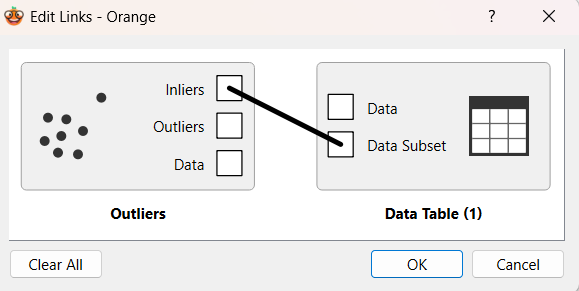 Edit Links - Orange
?
Inliers
Outliers
Data
Data
Data Subset
Outliers
Data Table (1)
Clear All
OK
Cancel